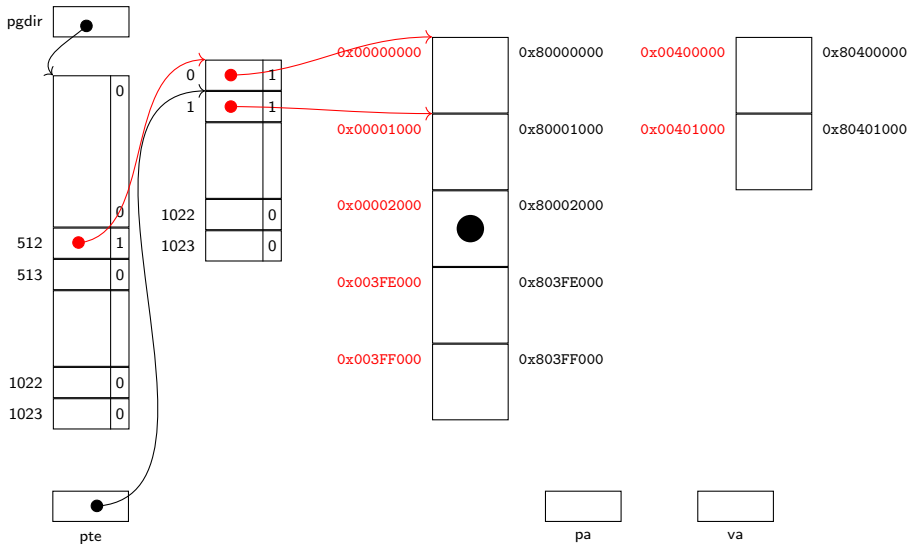 pgdir
0
0
512 1
513 0
1022 0
1023 0
0 1
1 1
1022 0
1023 0
0x00000000 0x80000000
0x00001000 0x80001000
0x00002000 0x80002000
0x003FE000 0x803FE000
0x003FF000 0x803FF000
0x00400000 0x80400000
0x00401000 0x80401000
pte
pa
va